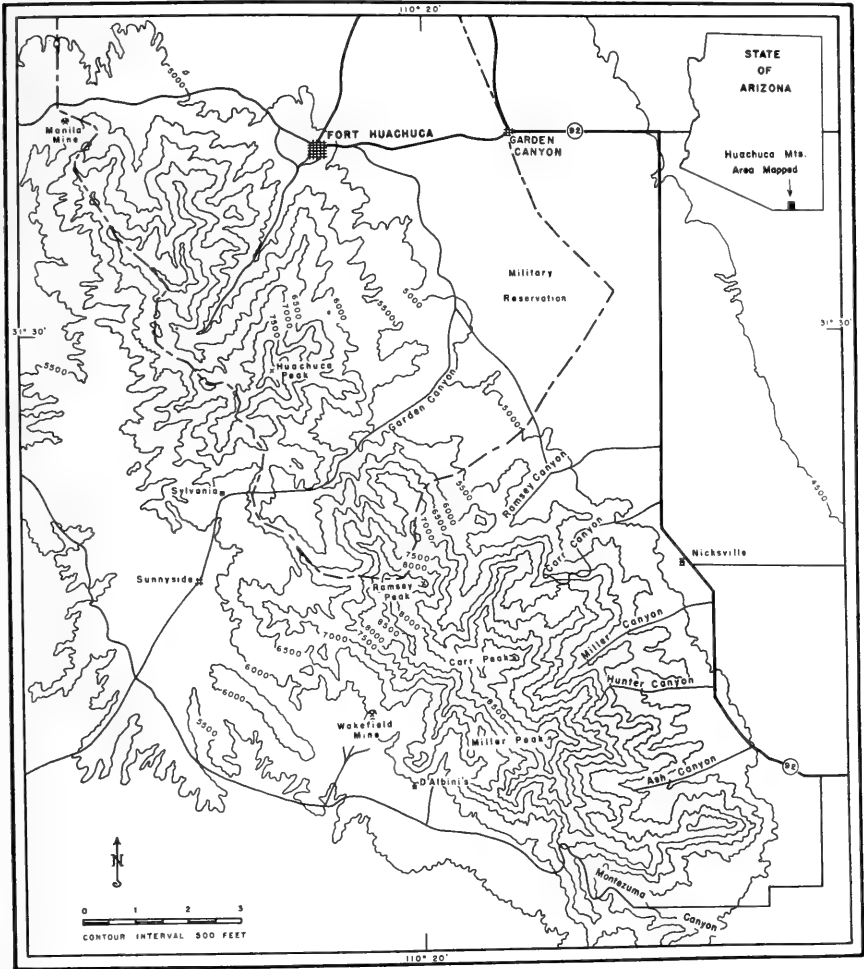 110° 20'
STATE
OF
ARIZONA
Huachuca Mts.
Area Mapped
5000
Manila
Mine
FORT HUACHUCA
GARDEN
CANYON
92
Military
Reservation
5000
5500
6000
6500
7000
7500
31° 30'
31° 30'
5500
Huachuca
Peak
Garden Canyon
5000
4500
Ramsey Canyon
5500
6000
6500
7000
7500
8000
Sylvania
Carr Canyon
Nicksville
Sunnyside
Ramsey
Peak
8000
8500
8000
7500
7000
6500
6000
6000
5500
Miller Canyon
Carr Peak
Hunter Canyon
8500
Wakefield
Mine
Miller Peak
Ash Canyon
92
D'Albini's
N
Montezuma
Canyon
0 1 2 3
CONTOUR INTERVAL 500 FEET
110° 20'